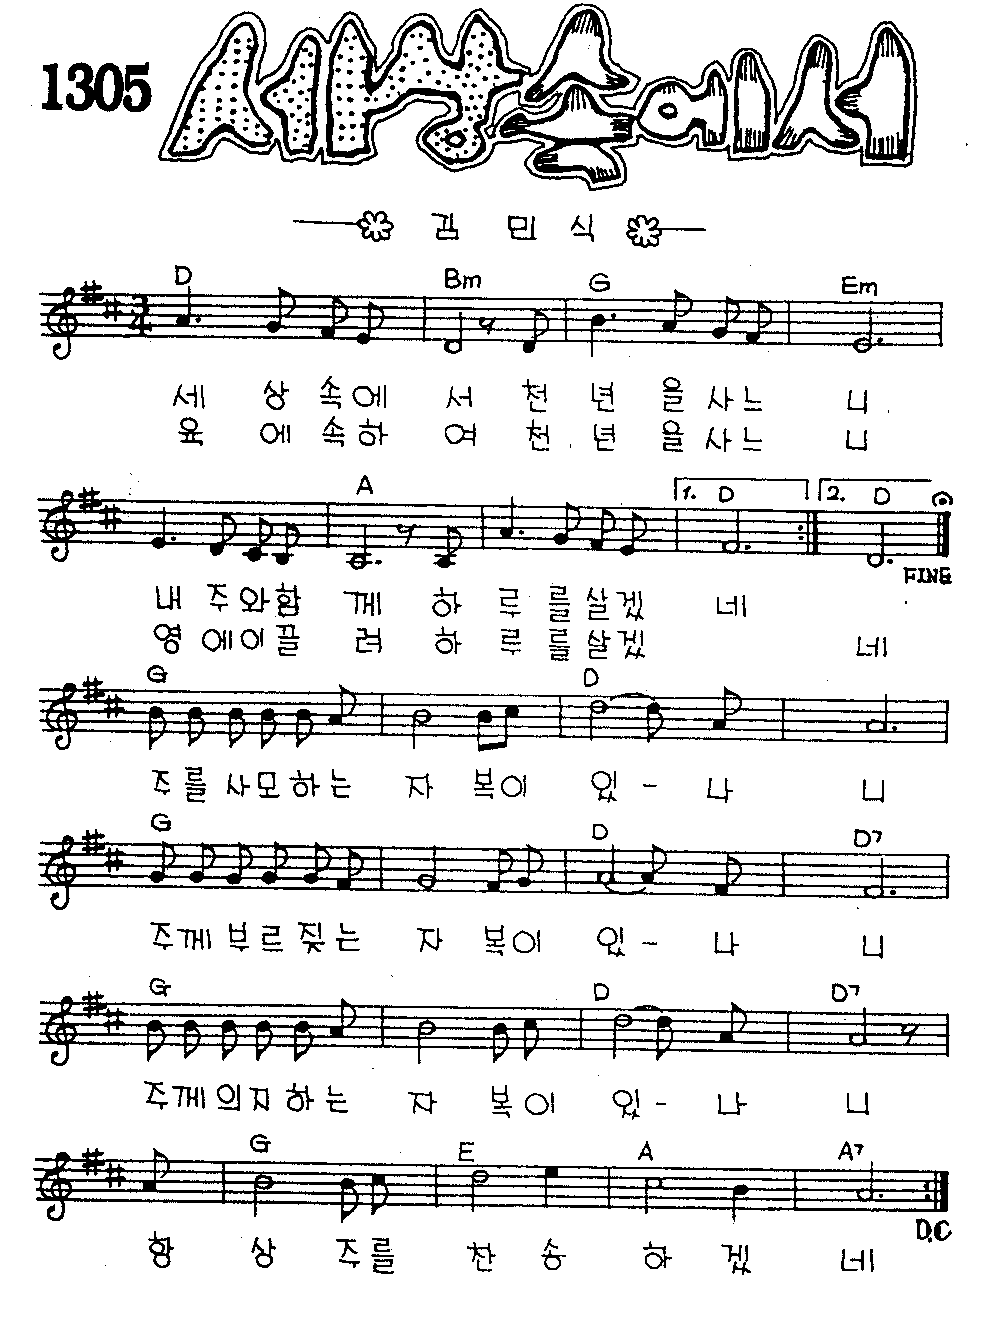 1305 세상속에서
김 민 식
D Bm G Em
세 상 속에 서 천 년 을 사느 니
육 에 속하 여 천 년 을 사느 니
A 1. D 2. D
FINE
내 주와함 께 하 루 를살겠 네
영 에이끌 려 하 루 를살겠 네
G D
주를사모하는 자 복이 있 - 나 니
G D D7
주께부르짖는 자 복이 있 - 나 니
G D D7
주께의지하는 자 복이 있 - 나 니
G E A A7
D.C
항 상 주를 찬 송 하 겠 네